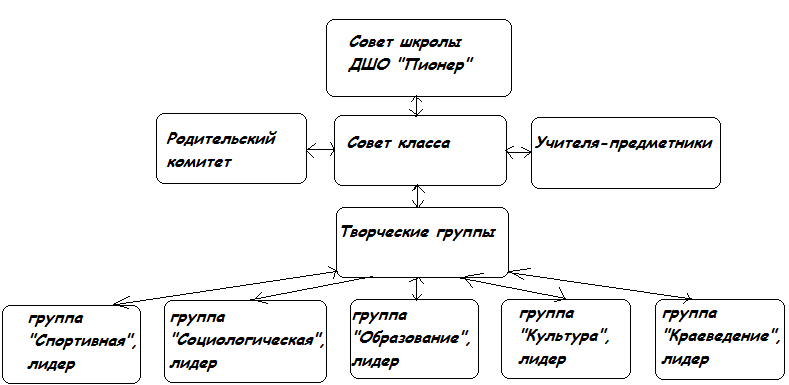 Совет шкролы
ДШО "Пионер"
Родительский
комитет
Совет класса
Учителя-предметники
Творческие группы
группа
"Спортивная",
лидер
группа
"Социологическая",
лидер
группа
"Образование",
лидер
группа
"Культура",
лидер
группа
"Краеведение",
лидер